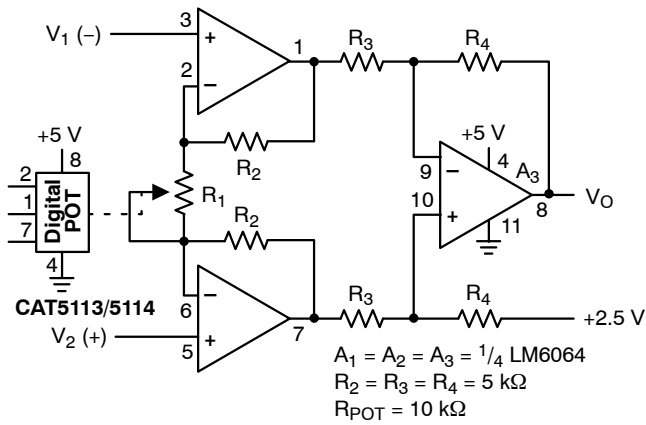 V1 (−)
3
+
2
−
1
R3
R4
+5 V
8
2
1
7
Digital
POT
4
CAT5113/5114
R2
R1
R2
+5 V
4
A3
9
−
10
+
8
11
VO
6
−
5
+
7
V2 (+)
R3
R4
+2.5 V
A1 = A2 = A3 = 1/4 LM6064
R2 = R3 = R4 = 5 kΩ
RPOT = 10 kΩ